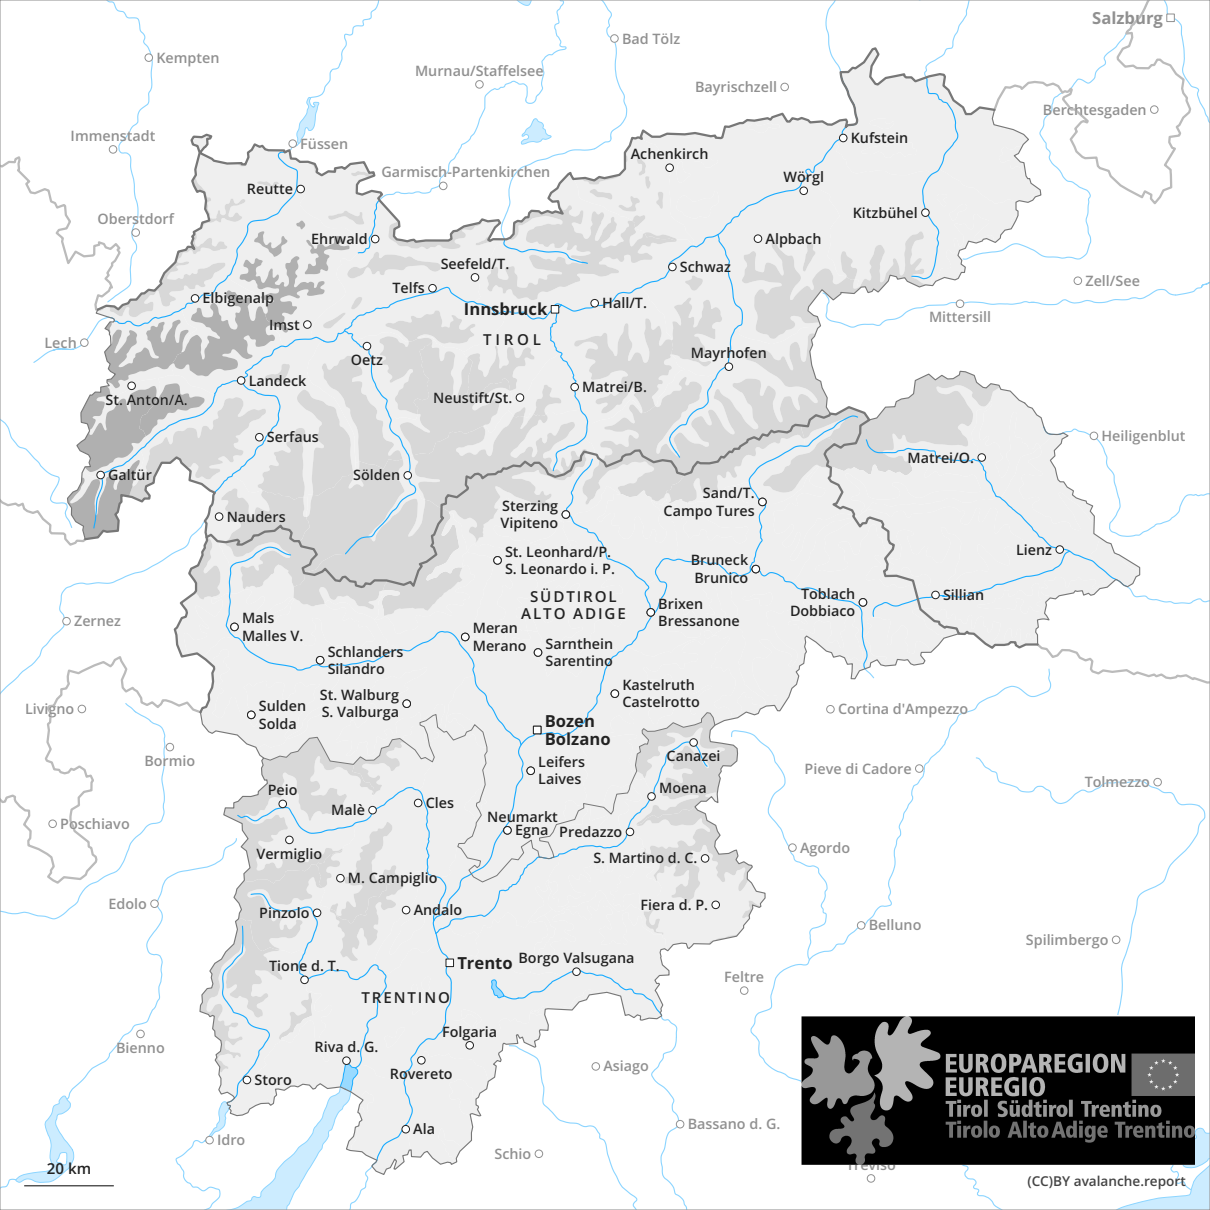 Salzburg
Bad Tölz
Kempten
Murnau/Staffelsee
Bayrischzell
Berchtesgaden
Immenstadt
Füssen
Kufstein
Achenkirch
Garmisch-Partenkirchen
Wörgl
Reutte
Oberstdorf
Kitzbühel
Ehrwald
Alpbach
Seefeld/T.
Schwaz
Zell/See
Telfs
Elbigenalp
Hall/T.
Innsbruck
Mittersill
Imst
TIROL
Lech
Oetz
Mayrhofen
Landeck
Matrei/B.
St. Anton/A.
Neustift/St.
Serfaus
Heiligenblut
Matrei/O.
Galtür
Sölden
Sand/T.
Campo Tures
Sterzing
Vipiteno
Nauders
Lienz
St. Leonhard/P.
S. Leonardo i. P.
Bruneck
Brunico
SÜDTIROL
ALTO ADIGE
Toblach
Dobbiaco
Sillian
Brixen
Bressanone
Zernez
Mals
Malles V.
Meran
Merano
Sarnthein
Sarentino
Schlanders
Silandro
St. Walburg
S. Valburga
Kastelruth
Castelrotto
Livigno
Sulden
Solda
Cortina d'Ampezzo
Bozen
Bolzano
Bormio
Canazei
Leifers
Laives
Pieve di Cadore
Tolmezzo
Peio
Moena
Malè
Cles
Neumarkt
Egna
Predazzo
Poschiavo
Vermiglio
Agordo
S. Martino d. C.
M. Campiglio
Edolo
Pinzolo
Andalo
Fiera d. P.
Belluno
Spilimbergo
Tione d. T.
Trento
Borgo Valsugana
Feltre
TRENTINO
Folgaria
Bienno
Riva d. G.
Rovereto
Asiago
Storo
EUROPAREGION
EUREGIO
Tirol Südtirol Trentino
Tirolo Alto Adige Trentino
Idro
Ala
Bassano d. G.
Schio
Treviso
20 km
(CC)BY avalanche.report